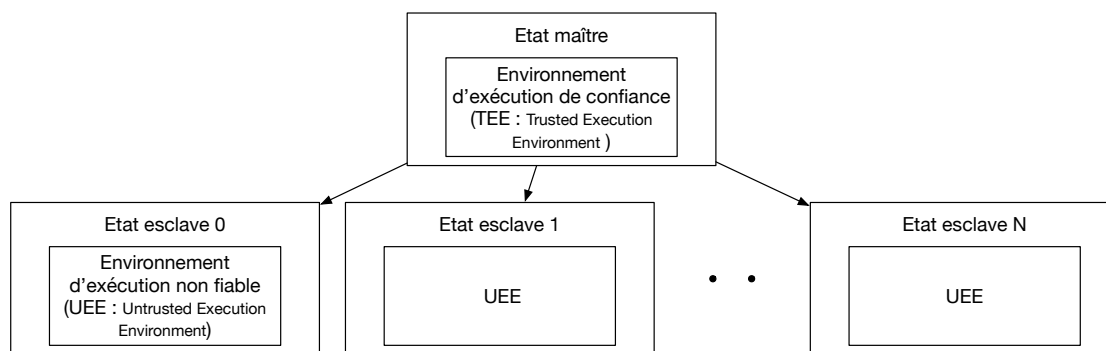 Etat maître
Environnement
d'exécution de confiance
(TEE : Trusted Execution
Environment )
Etat esclave 0
Environnement
d'exécution non fiable
(UEE : Untrusted Execution
Environment)
Etat esclave 1
UEE
Etat esclave N
UEE